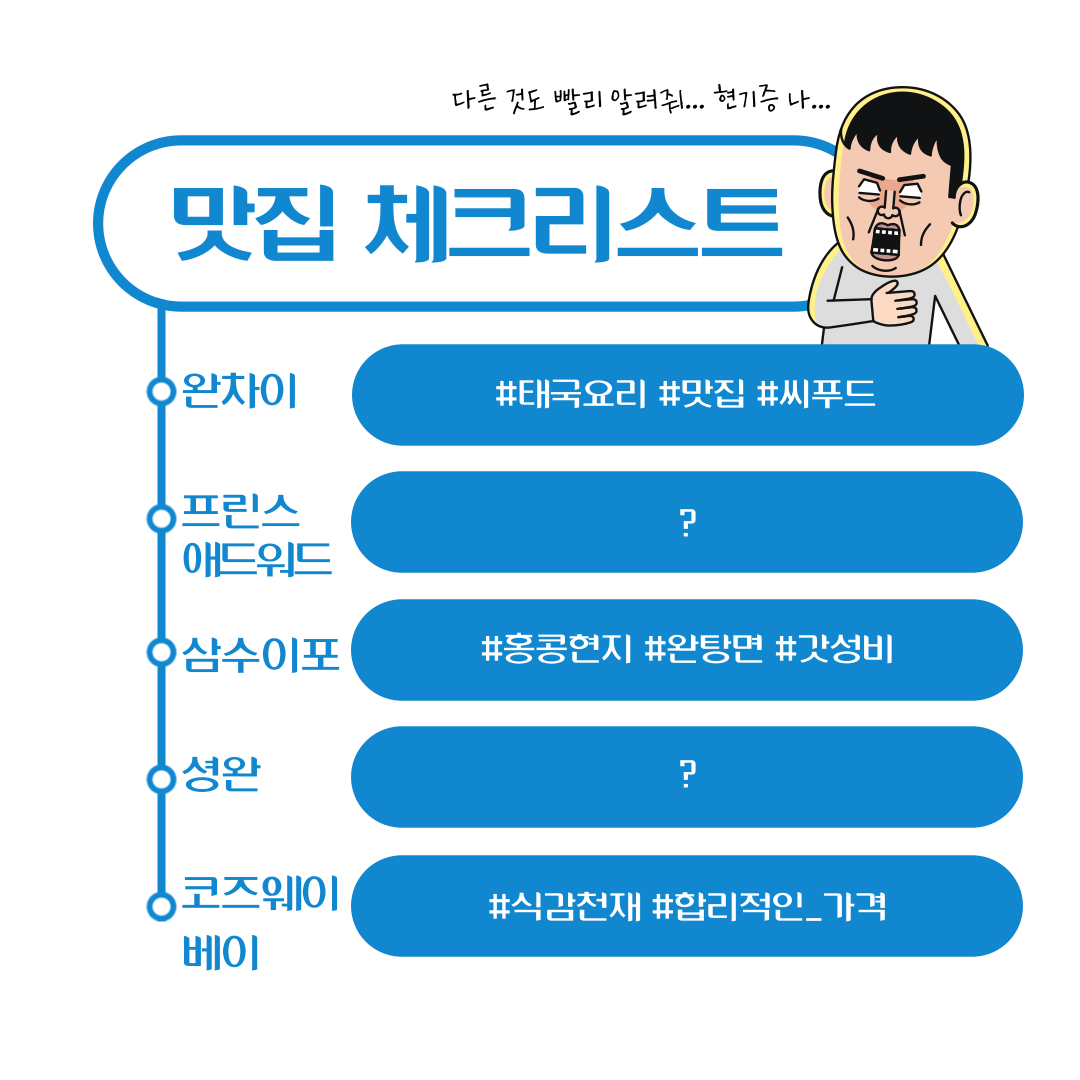 다른 것도 빨리 알려줘... 현기증 나...
맛집 체크리스트
완차이
#태국요리 #맛집 #씨푸드
프린스
애드워드
?
삼수이포
#홍콩현지 #완탕면 #갓성비
셩완
?
코즈웨이
베이
#식감천재 #합리적인_가격